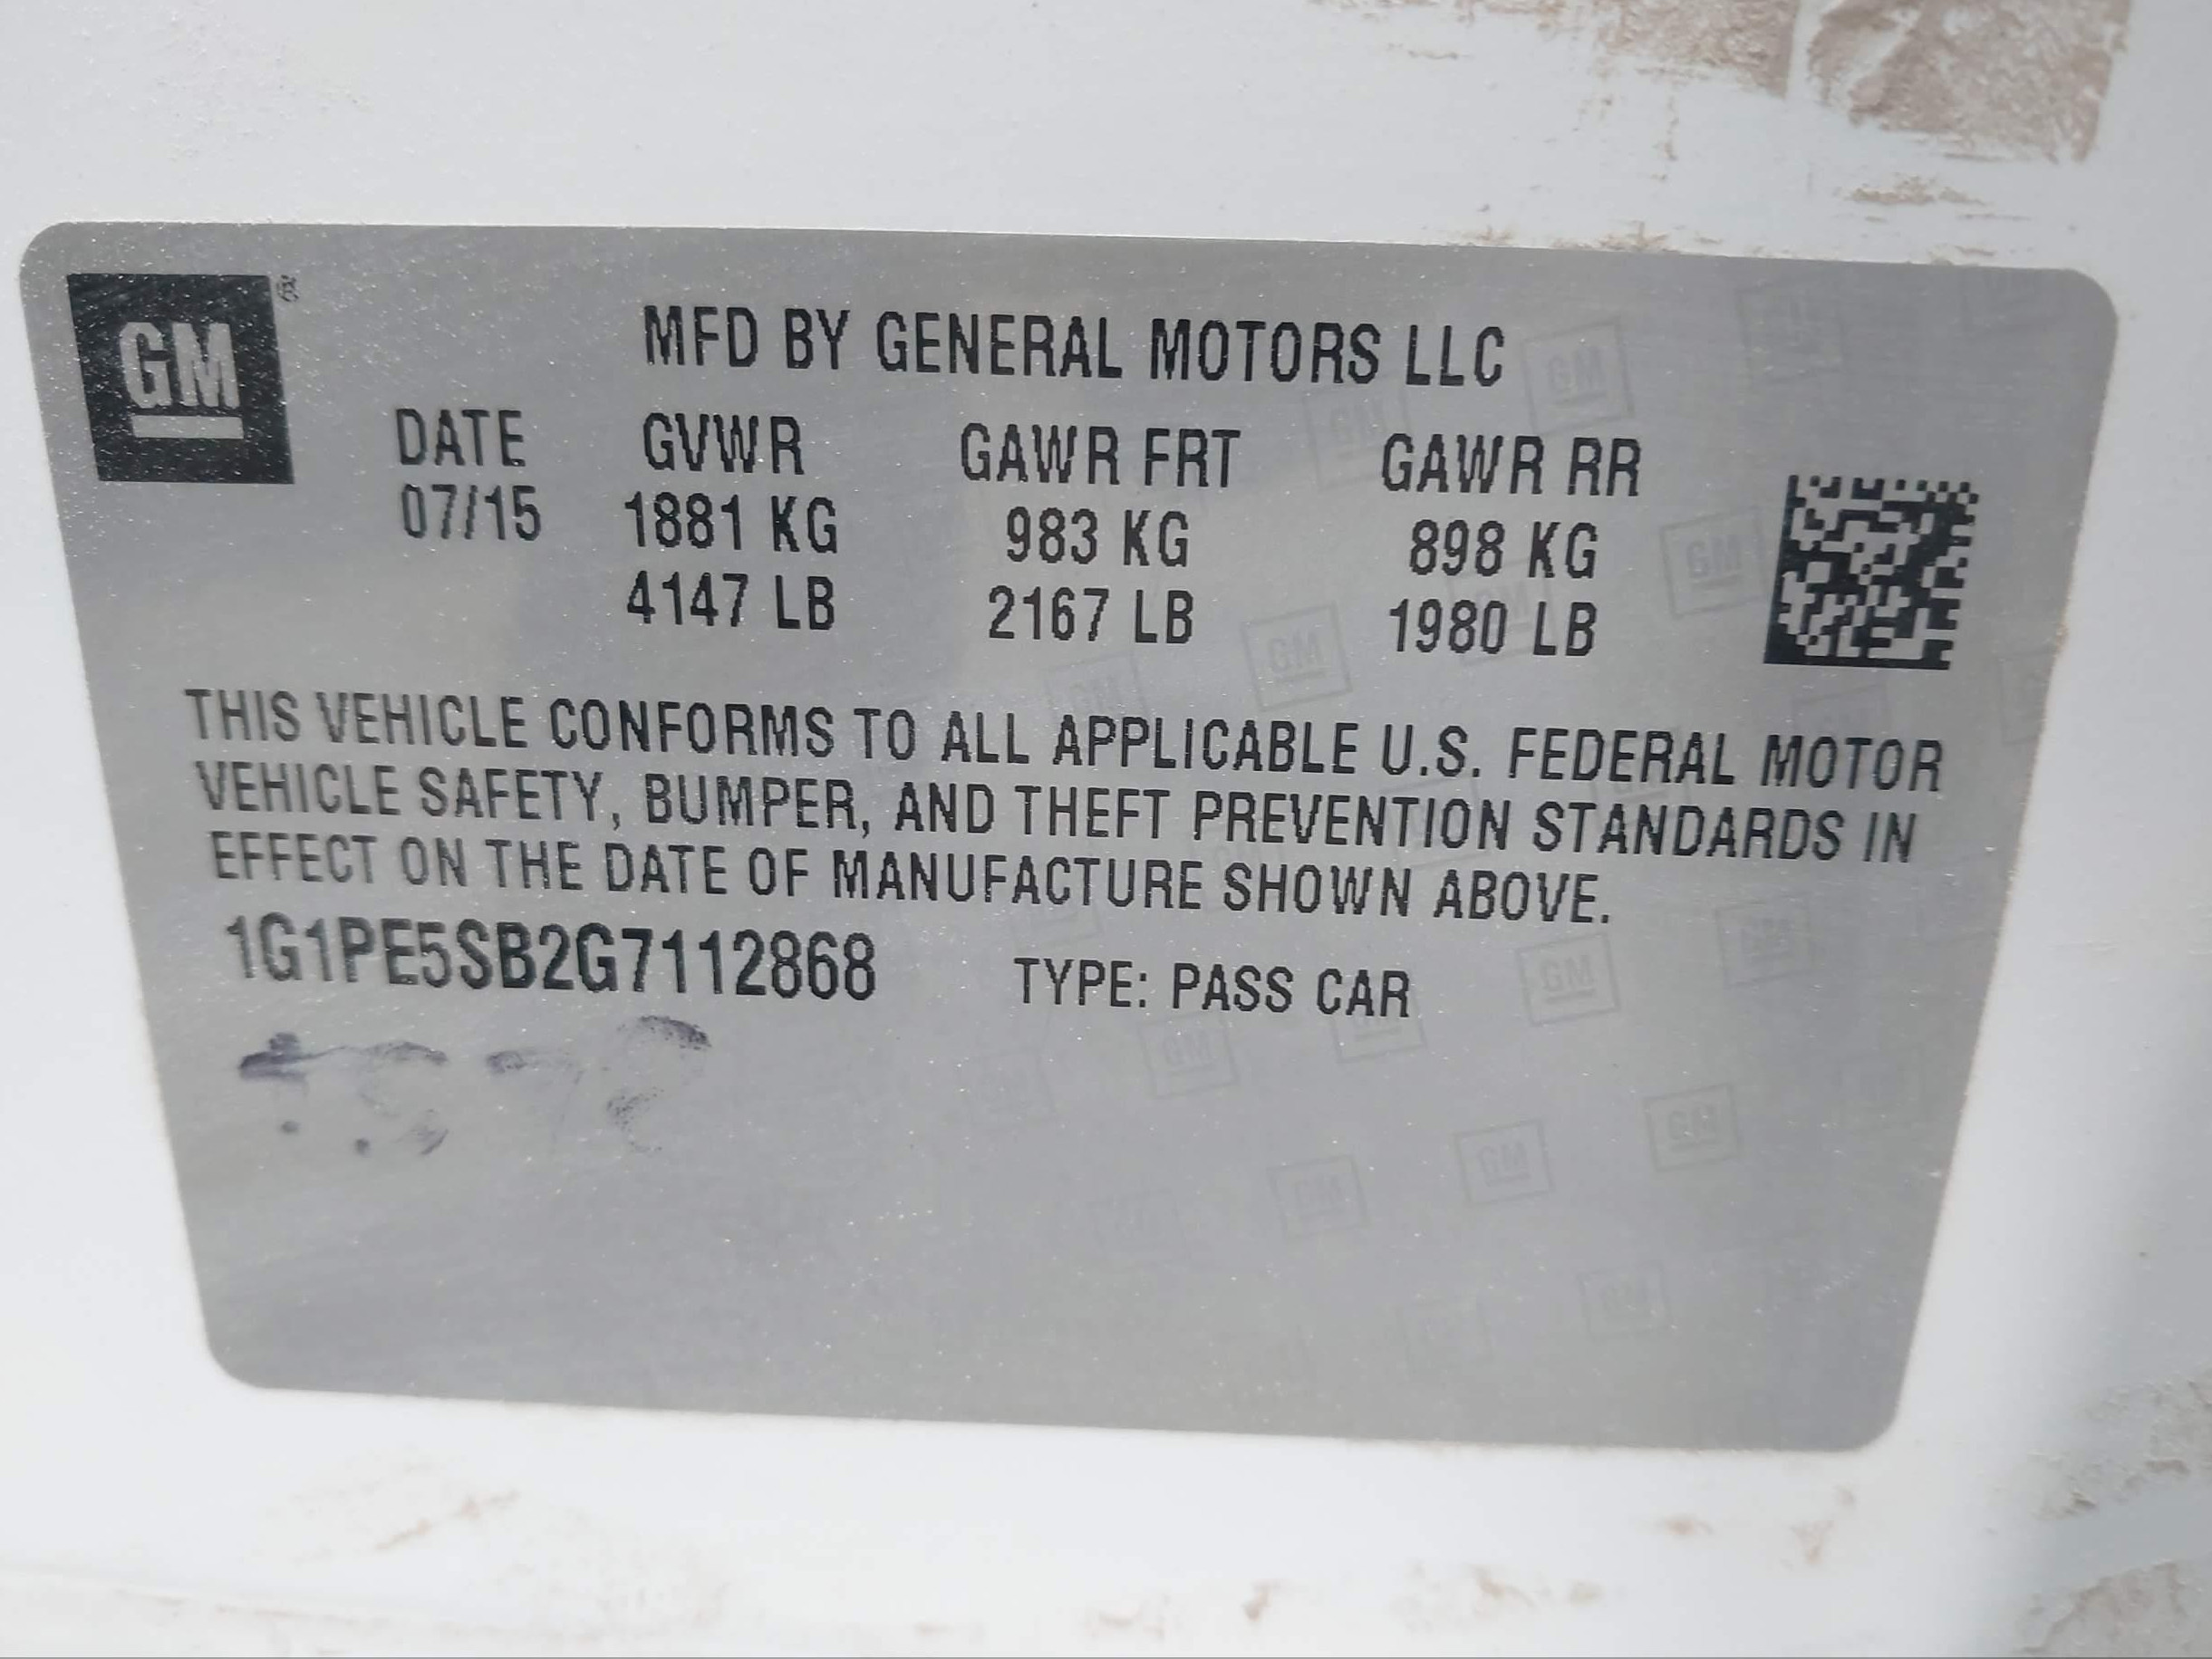 GM ®
MFD BY GENERAL MOTORS LLC
DATE GVWR GAWR FRT GAWR RR
07/15 1881 KG 983 KG 898 KG
4147 LB 2167 LB 1980 LB
THIS VEHICLE CONFORMS TO ALL APPLICABLE U.S. FEDERAL MOTOR
VEHICLE SAFETY, BUMPER, AND THEFT PREVENTION STANDARDS IN
EFFECT ON THE DATE OF MANUFACTURE SHOWN ABOVE.
1G1PE5SB2G7112868 TYPE: PASS CAR